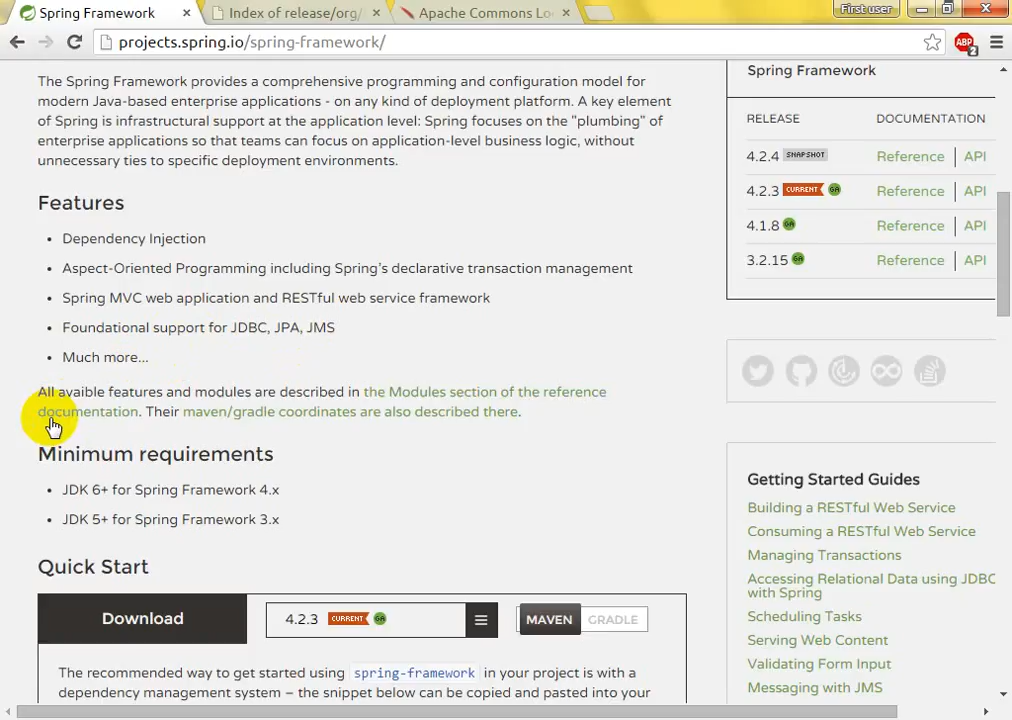 Spring Framework
Index of release/org/
Apache Commons Lo
First user
projects.spring.io/spring-framework/
ABP
2
The Spring Framework provides a comprehensive programming and configuration model for
modern Java-based enterprise applications - on any kind of deployment platform. A key element
of Spring is infrastructural support at the application level: Spring focuses on the "plumbing" of
enterprise applications so that teams can focus on application-level business logic, without
unnecessary ties to specific deployment environments.
Features
Dependency Injection
Aspect-Oriented Programming including Spring's declarative transaction management
Spring MVC web application and RESTful web service framework
Foundational support for JDBC, JPA, JMS
Much more...
All avaible features and modules are described in the Modules section of the reference
documentation. Their maven/gradle coordinates are also described there.
Minimum requirements
JDK 6+ for Spring Framework 4.x
JDK 5+ for Spring Framework 3.x
Quick Start
Download
4.2.3 CURRENT GA
MAVEN GRADLE
The recommended way to get started using spring-framework in your project is with a
dependency management system – the snippet below can be copied and pasted into your
Spring Framework
RELEASE DOCUMENTATION
4.2.4 SNAPSHOT Reference API
4.2.3 CURRENT GA Reference API
4.1.8 GA Reference API
3.2.15 GA Reference API
Getting Started Guides
Building a RESTful Web Service
Consuming a RESTful Web Service
Managing Transactions
Accessing Relational Data using JDBC
with Spring
Scheduling Tasks
Serving Web Content
Validating Form Input
Messaging with JMS